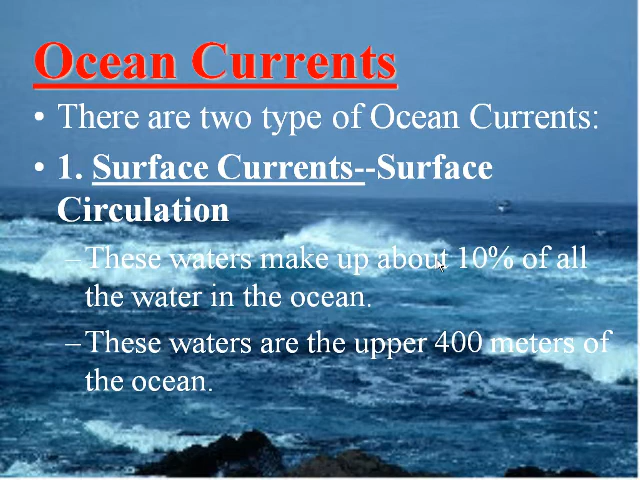 Ocean Currents
• There are two type of Ocean Currents:
• 1. Surface Currents--Surface
Circulation
– These waters make up about 10% of all
the water in the ocean.
– These waters are the upper 400 meters of
the ocean.